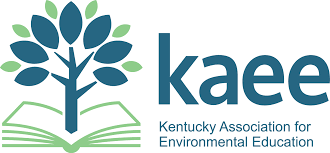 kaee
Kentucky Association for
Environmental Education